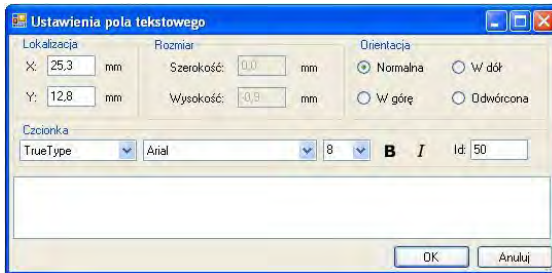 Ustawienia pola tekstowego
Lokalizacja Rozmiar Orientacja
X: 25,3 mm Szerokość: 0,0 mm Normalna W dół
Y: 12,8 mm Wysokość: -0,9 mm W górę Odwórcona
Czcionka
TrueType Arial 8 B I Id: 50
OK Anuluj